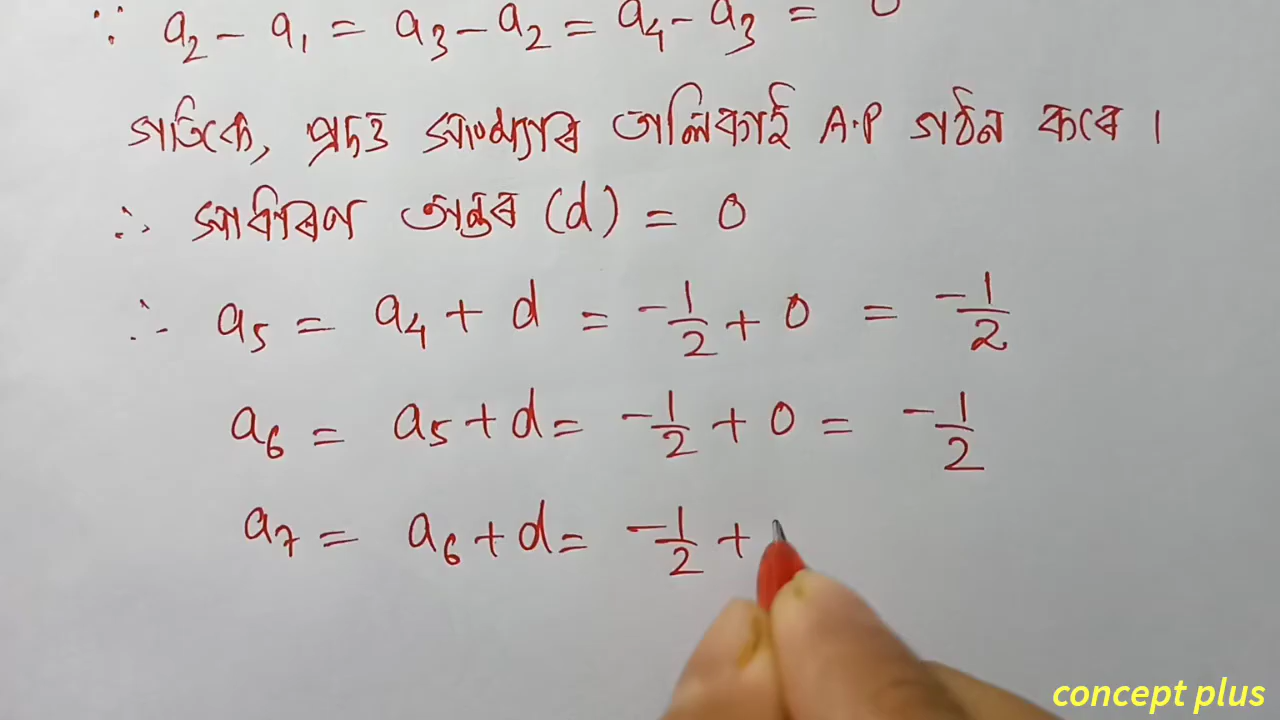 ∵ a₂ - a₁ = a₃ - a₂ = a₄ - a₃ = 0
গতিকে, প্ৰদত্ত সংখ্যাৰ তালিকাই A.P গঠন কৰে।
∴ সাধাৰণ অন্তৰ (d) = 0
∴ a₅ = a₄ + d = -1/2 + 0 = -1/2
a₆ = a₅ + d = -1/2 + 0 = -1/2
a₇ = a₆ + d = -1/2 +
concept plus